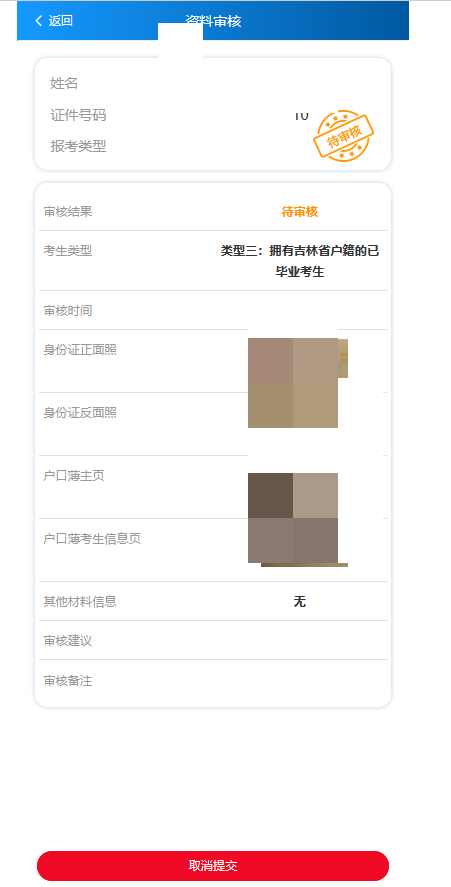 返回
资料审核
姓名
证件号码
10
报考类型
待审核
审核结果
待审核
考生类型
类型三：拥有吉林省户籍的已
毕业考生
审核时间
身份证正面照
身份证反面照
户口薄主页
户口薄考生信息页
其他材料信息
无
审核建议
审核备注
取消提交